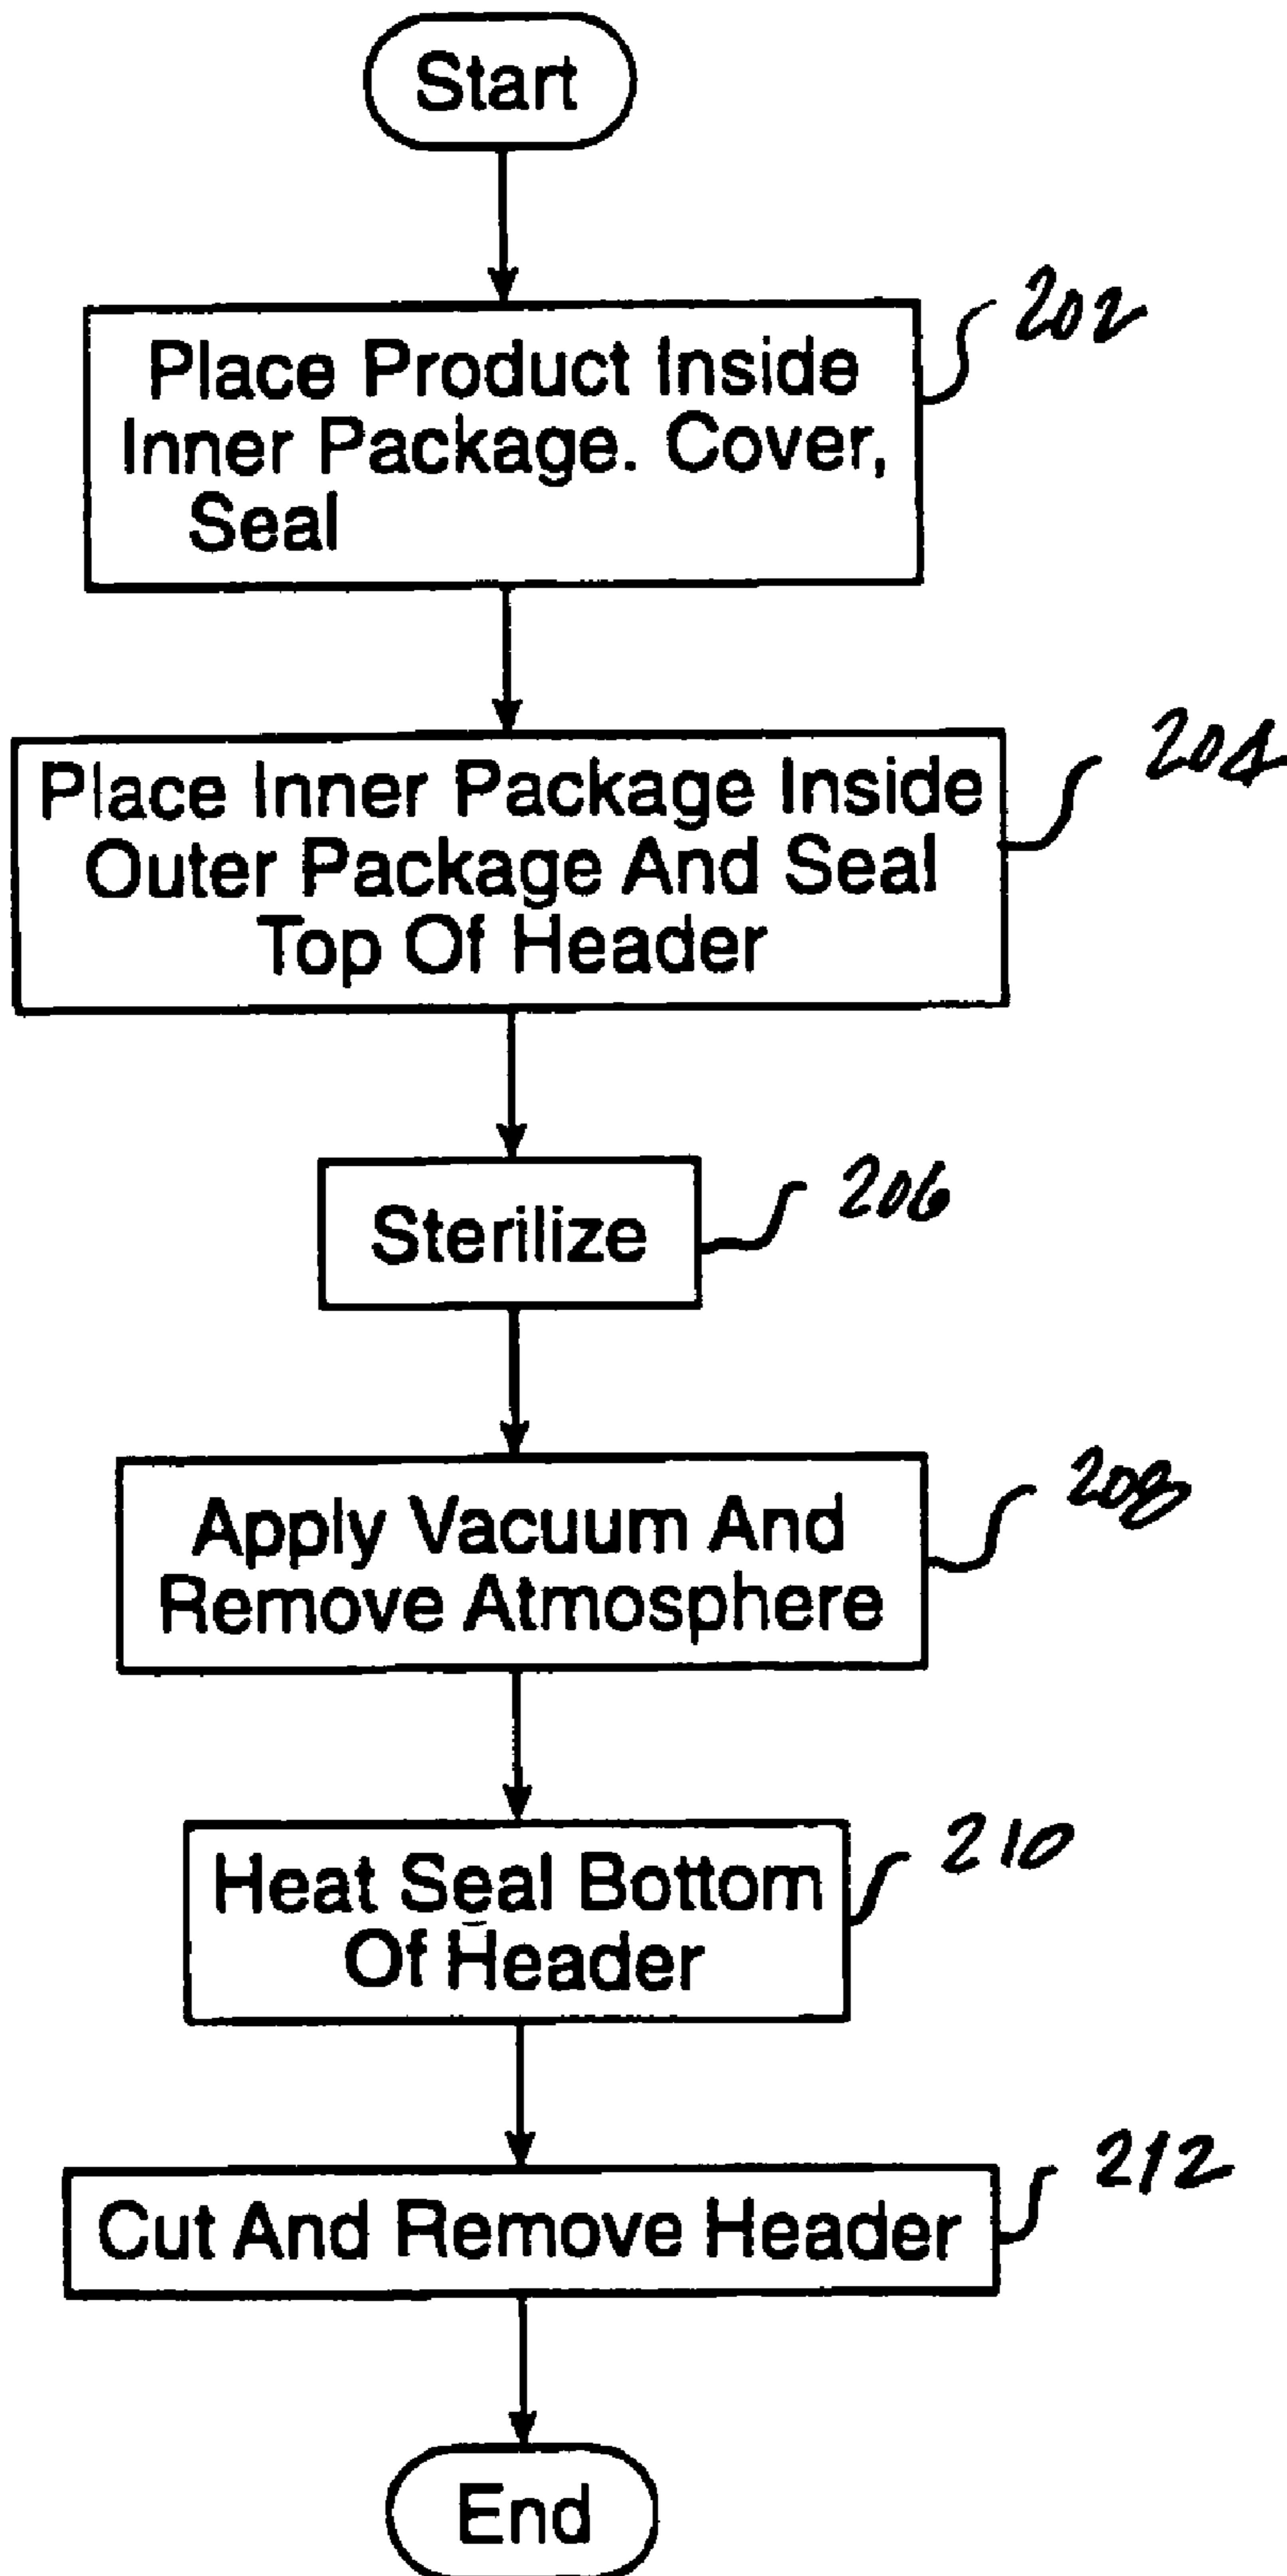 Start
202
Place Product Inside
Inner Package. Cover,
Seal
204
Place Inner Package Inside
Outer Package And Seal
Top Of Header
206
Sterilize
208
Apply Vacuum And
Remove Atmosphere
210
Heat Seal Bottom
Of Header
212
Cut And Remove Header
End